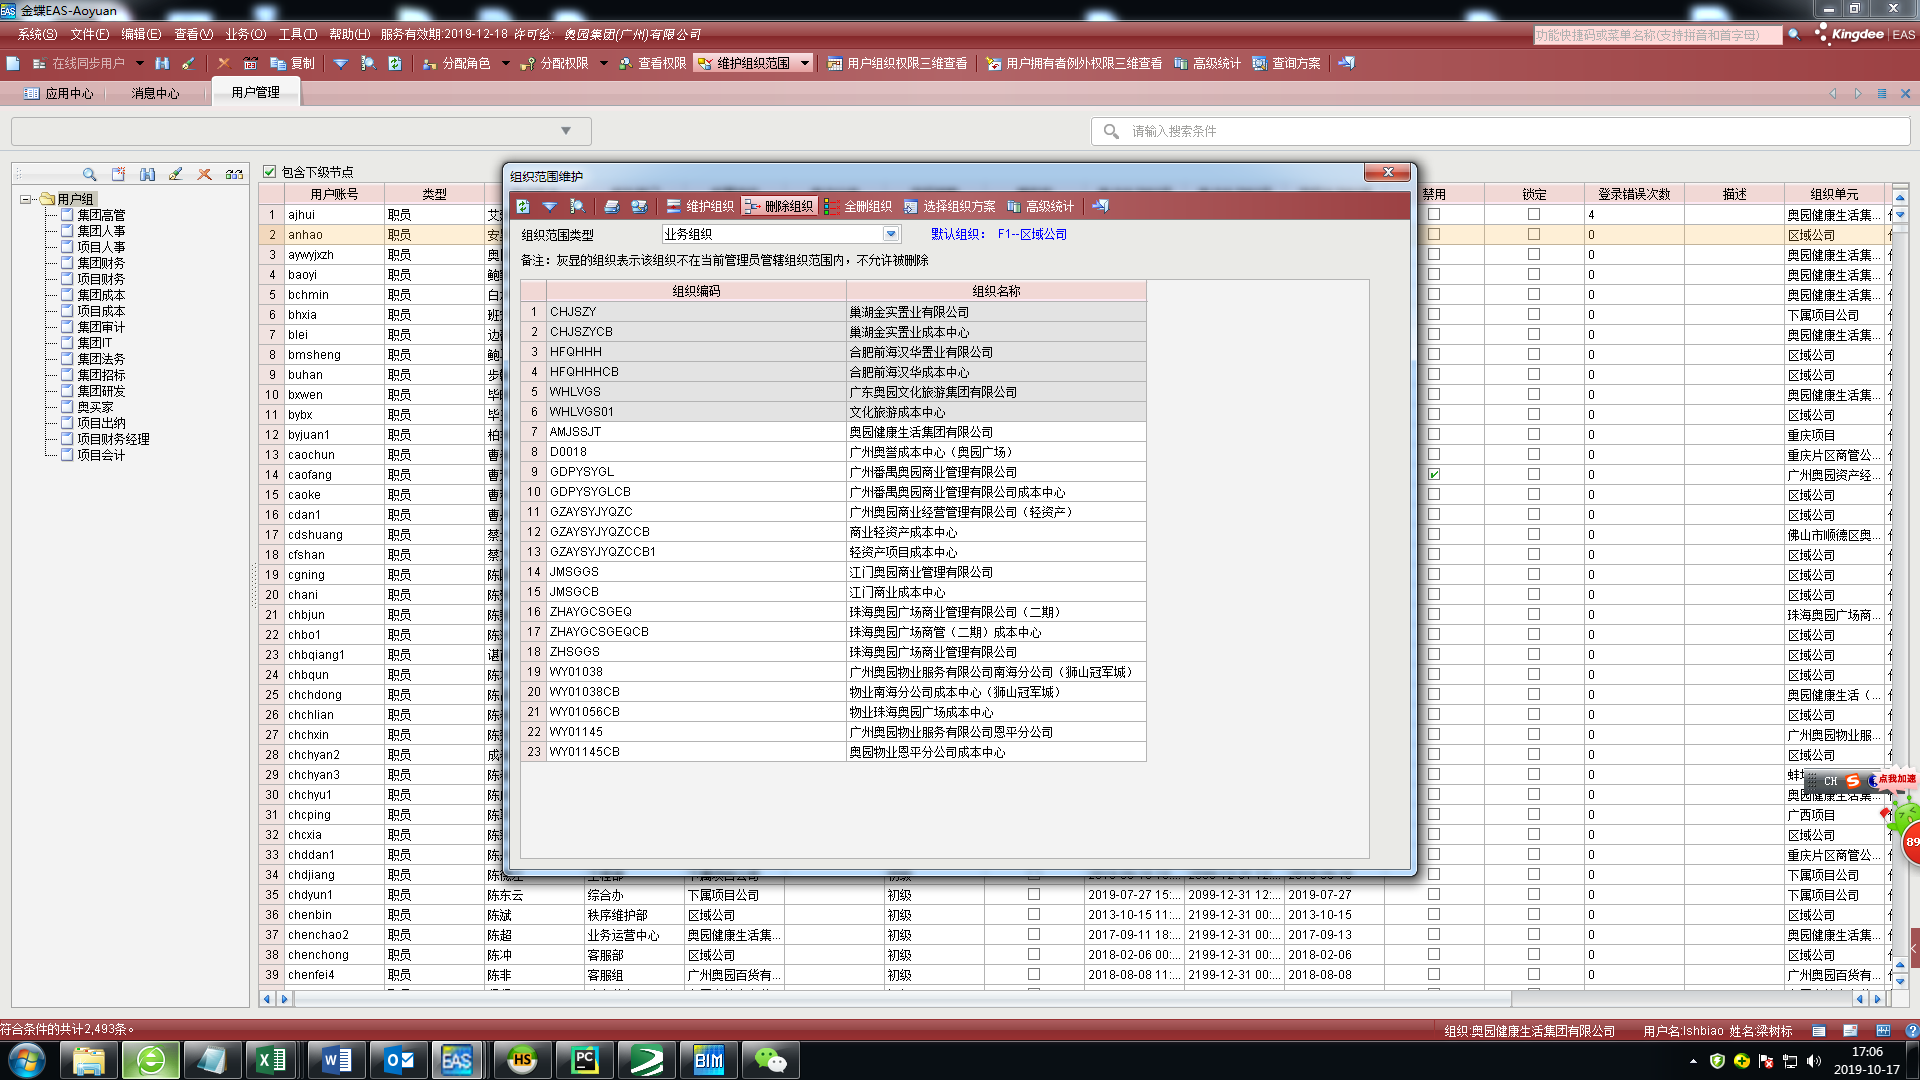 金蝶EAS-Aoyuan
系统(S) 文件(F) 编辑(E) 查看(V) 业务(O) 工具(T) 帮助(H) 服务有效期:2019-12-18 许可给: 奥园集团(广州)有限公司
功能快捷码或菜单名称(支持拼音和首字母)
Kingdee EAS
在线同步用户 复制 分配角色 分配权限 查看权限 维护组织范围 用户组织权限三维查看 用户拥有者例外权限三维查看 高级统计 查询方案
应用中心 消息中心 用户管理
请输入搜索条件
包含下级节点
用户组
集团高管
集团人事
项目人事
集团财务
项目财务
集团成本
项目成本
集团审计
集团IT
集团法务
集团招标
集团研发
奥买家
项目出纳
项目财务经理
项目会计
组织范围维护
维护组织 删除组织 全删组织 选择组织方案 高级统计
组织范围类型 业务组织 默认组织: F1--区域公司
备注: 灰显的组织表示该组织不在当前管理员管辖组织范围内，不允许被删除
组织编码 组织名称
1 CHJSZY 巢湖金实置业有限公司
2 CHJSZYCB 巢湖金实置业成本中心
3 HFQHHH 合肥前海汉华置业有限公司
4 HFQHHHCB 合肥前海汉华成本中心
5 WHLVGS 广东奥园文化旅游集团有限公司
6 WHLVGS01 文化旅游成本中心
7 AMJSSJT 奥园健康生活集团有限公司
8 D0018 广州奥誉成本中心（奥园广场）
9 GDPYSYGL 广州番禺奥园商业管理有限公司
10 GDPYSYGLCB 广州番禺奥园商业管理有限公司成本中心
11 GZAYSYJYQZC 广州奥园商业经营管理有限公司（轻资产）
12 GZAYSYJYQZCCB 商业轻资产成本中心
13 GZAYSYJYQZCCB1 轻资产项目成本中心
14 JMSGGS 江门奥园商业管理有限公司
15 JMSGCB 江门商业成本中心
16 ZHAYGCSGEQ 珠海奥园广场商业管理有限公司（二期）
17 ZHAYGCSGEQCB 珠海奥园广场商管（二期）成本中心
18 ZHSGGS 珠海奥园广场商业管理有限公司
19 WY01038 广州奥园物业服务有限公司南海分公司（狮山冠军城）
20 WY01038CB 物业南海分公司成本中心（狮山冠军城）
21 WY01056CB 物业珠海奥园广场成本中心
22 WY01145 广州奥园物业服务有限公司恩平分公司
23 WY01145CB 奥园物业恩平分公司成本中心
用户账号 类型 禁用 锁定 登录错误次数 描述 组织单元
1 ajhui 职员 4 奥园健康生活集...
2 anhao 职员 0 区域公司
3 aywyjxzh 职员 0 奥园健康生活集...
4 baoyi 职员 0 奥园健康生活集...
5 bchmin 职员 0 奥园健康生活集...
6 bhxia 职员 0 下属项目公司
7 blei 职员 0 奥园健康生活集...
8 bmsheng 职员 0 区域公司
9 buhan 职员 0 区域公司
10 bxwen 职员 0 奥园健康生活集...
11 bybx 职员 0 区域公司
12 byjuan1 职员 0 重庆项目
13 caochun 职员 0 重庆片区商管公...
14 caofang 职员 0 广州奥园资产经...
15 caoke 职员 0 区域公司
16 cdan1 职员 0 区域公司
17 cdshuang 职员 0 佛山市顺德区奥...
18 cfshan 职员 0 区域公司
19 cgning 职员 0 区域公司
20 chani 职员 0 区域公司
21 chbjun 职员 0 珠海奥园广场商...
22 chbo1 职员 0 区域公司
23 chbqiang1 职员 0 区域公司
24 chbqun 职员 0 区域公司
25 chchdong 职员 0 奥园健康生活（...
26 chchlian 职员 0 区域公司
27 chchxin 职员 0 广州奥园物业服...
28 chchyan2 职员 0 区域公司
29 chchyan3 职员 0
30 chchyu1 职员 0 奥园健康生活集...
31 chcping 职员 0 广西项目
32 chcxia 职员 0 区域公司
33 chddan1 职员 0 重庆片区商管公...
34 chdjiang 职员 0 下属项目公司
35 chdyun1 职员 陈东云 综合办 下属项目公司 初级 2019-07-27 15:... 2099-12-31 12:... 2019-07-27 0 下属项目公司
36 chenbin 职员 陈斌 秩序维护部 区域公司 初级 2013-10-15 11:... 2199-12-31 00:... 2013-10-15 0 区域公司
37 chenchao2 职员 陈超 业务运营中心 奥园健康生活集... 初级 2017-09-11 18:... 2199-12-31 00:... 2017-09-13 0 奥园健康生活集...
38 chenchong 职员 陈冲 客服部 区域公司 初级 2018-02-06 00:... 2199-12-31 00:... 2018-02-06 0 区域公司
39 chenfei4 职员 陈非 客服组 广州奥园百货有... 初级 2018-08-08 11:... 2199-12-31 00:... 2018-08-08 0 广州奥园百货有...
CH 点我加速
89
符合条件的共计2,493条。
组织:奥园健康生活集团有限公司 用户名:lshbiao 姓名:梁树标
EAS HS PC BIM
17:06
2019-10-17